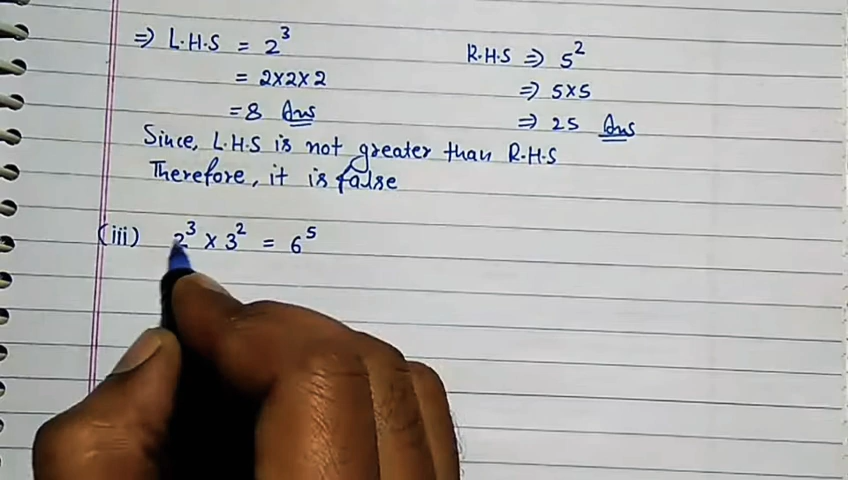 ⇒ L.H.S = 2³
= 2×2×2
= 8 Ans
R.H.S ⇒ 5²
⇒ 5×5
⇒ 25 Ans
Since, L.H.S is not greater than R.H.S
Therefore, it is false
(iii) 2³ × 3² = 6⁵